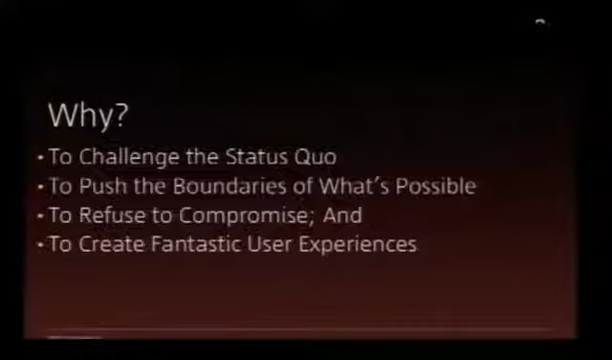 Why?
• To Challenge the Status Quo
• To Push the Boundaries of What's Possible
• To Refuse to Compromise; And
• To Create Fantastic User Experiences